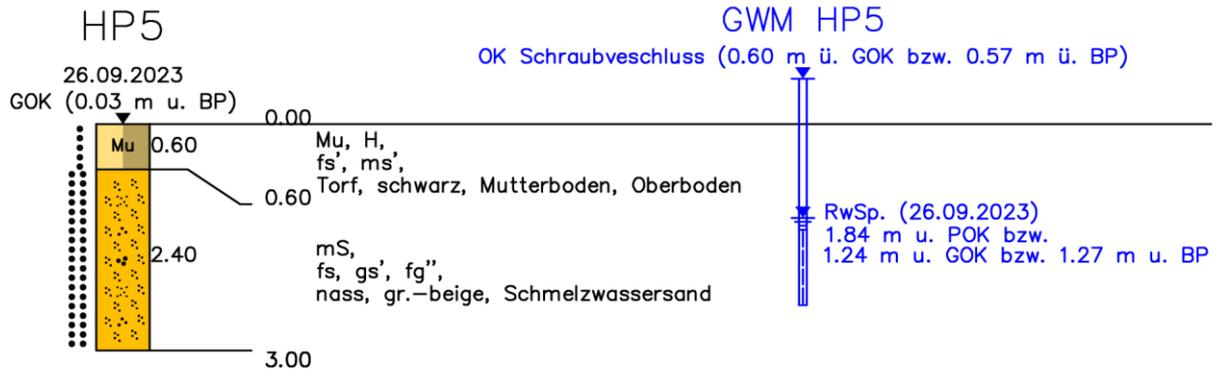 HP5
26.09.2023
GOK (0.03 m u. BP)
GWM HP5
OK Schraubveschluss (0.60 m ü. GOK bzw. 0.57 m ü. BP)
0.00
Mu
0.60
Mu, H,
fs', ms',
Torf, schwarz, Mutterboden, Oberboden
0.60
2.40
mS,
fs, gs', fg'',
nass, gr.-beige, Schmelzwassersand
3.00
RwSp. (26.09.2023)
1.84 m u. POK bzw.
1.24 m u. GOK bzw. 1.27 m u. BP